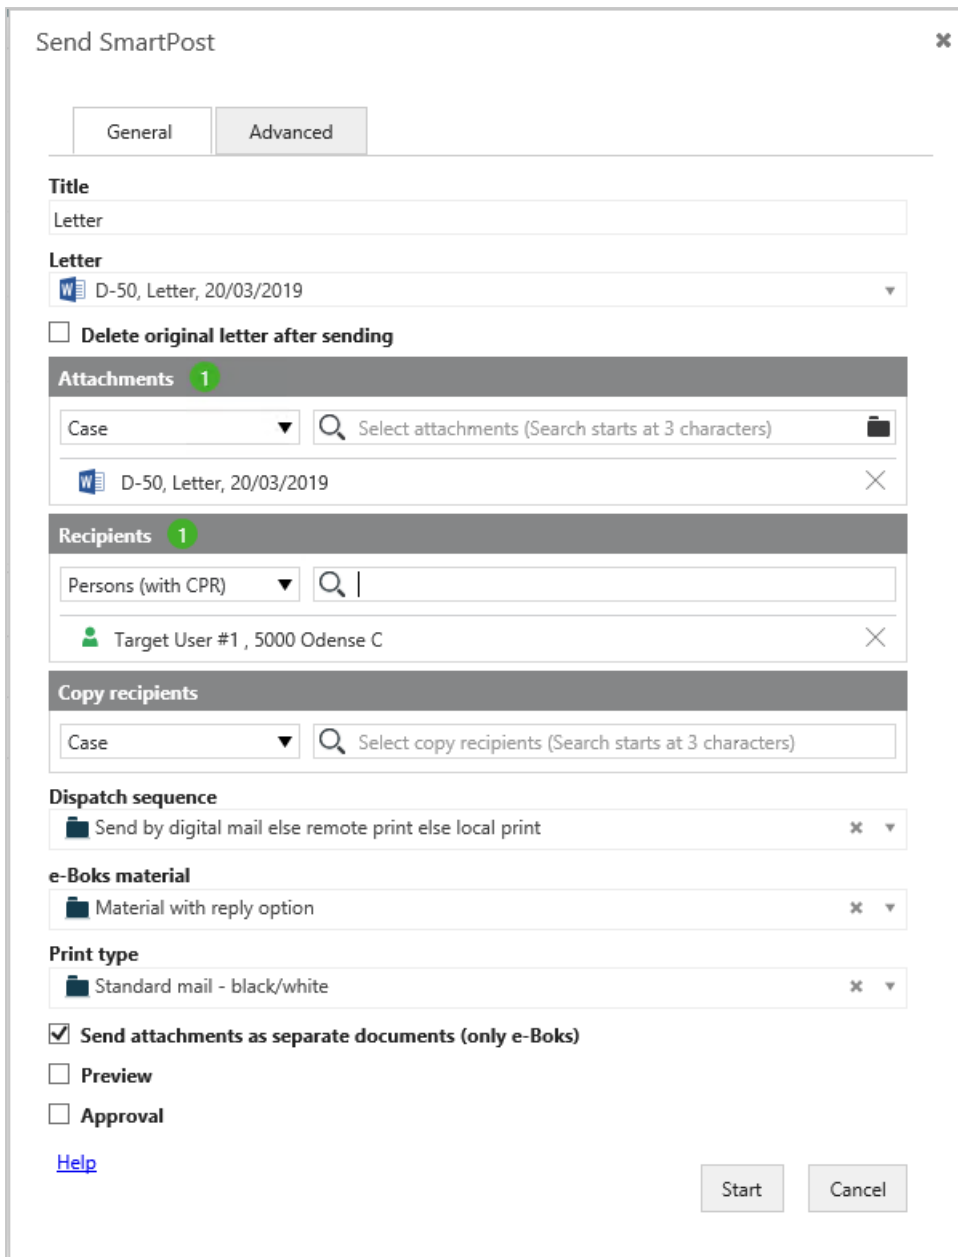 Send SmartPost
General Advanced
Title
Letter
Letter
D-50, Letter, 20/03/2019
Delete original letter after sending
Attachments 1
Case Select attachments (Search starts at 3 characters)
D-50, Letter, 20/03/2019
Recipients 1
Persons (with CPR)
Target User #1 , 5000 Odense C
Copy recipients
Case Select copy recipients (Search starts at 3 characters)
Dispatch sequence
Send by digital mail else remote print else local print
e-Boks material
Material with reply option
Print type
Standard mail - black/white
Send attachments as separate documents (only e-Boks)
Preview
Approval
Help
Start Cancel